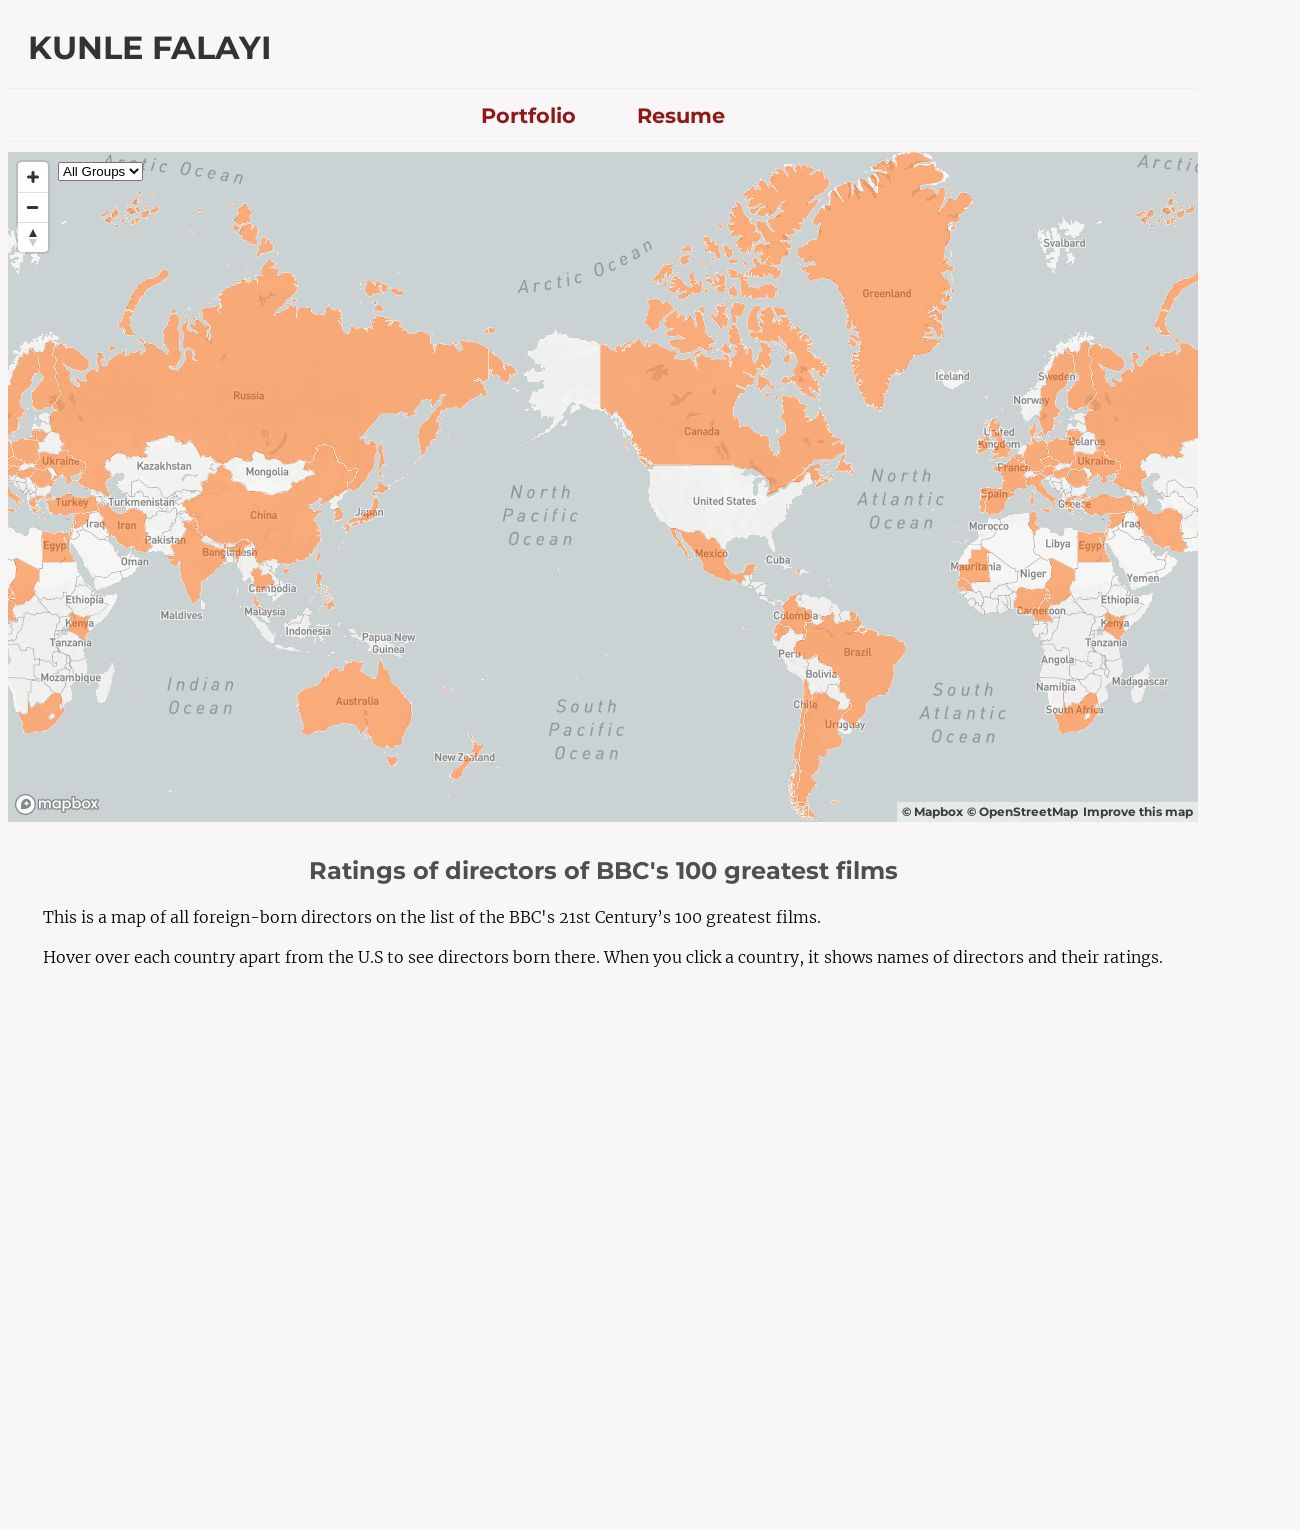 KUNLE FALAYI
Portfolio
Resume
All Groups
Arctic Ocean
Arctic
Svalbard
Arctic Ocean
Greenland
Iceland
Sweden
Norway
Russia
Canada
United
Kingdom
Belarus
Ukraine
Kazakhstan
Mongolia
France
Ukraine
North
Pacific
Ocean
North
Atlantic
Ocean
Turkey
Turkmenistan
China
Japan
United States
Spain
Greece
Iraq
Iran
Morocco
Iraq
Egyp
Pakistan
Bangladesh
Oman
Mexico
Cuba
Libya
Egyp
Mauritania
Niger
Yemen
Cambodia
Ethiopia
Maldives
Malaysia
Kenya
Indonesia
Papua New
Guinea
Colombia
Cameroon
Ethiopia
Kenya
Tanzania
Peru
Brazil
Tanzania
Angola
Mozambique
Bolivia
Madagascar
Namibia
Indian
Ocean
Australia
South
Pacific
Ocean
Chile
Uruguay
South
Atlantic
Ocean
South Africa
New Zealand
mapbox
© Mapbox © OpenStreetMap Improve this map
Ratings of directors of BBC's 100 greatest films
This is a map of all foreign-born directors on the list of the BBC's 21st Century’s 100 greatest films.
Hover over each country apart from the U.S to see directors born there. When you click a country, it shows names of directors and their ratings.